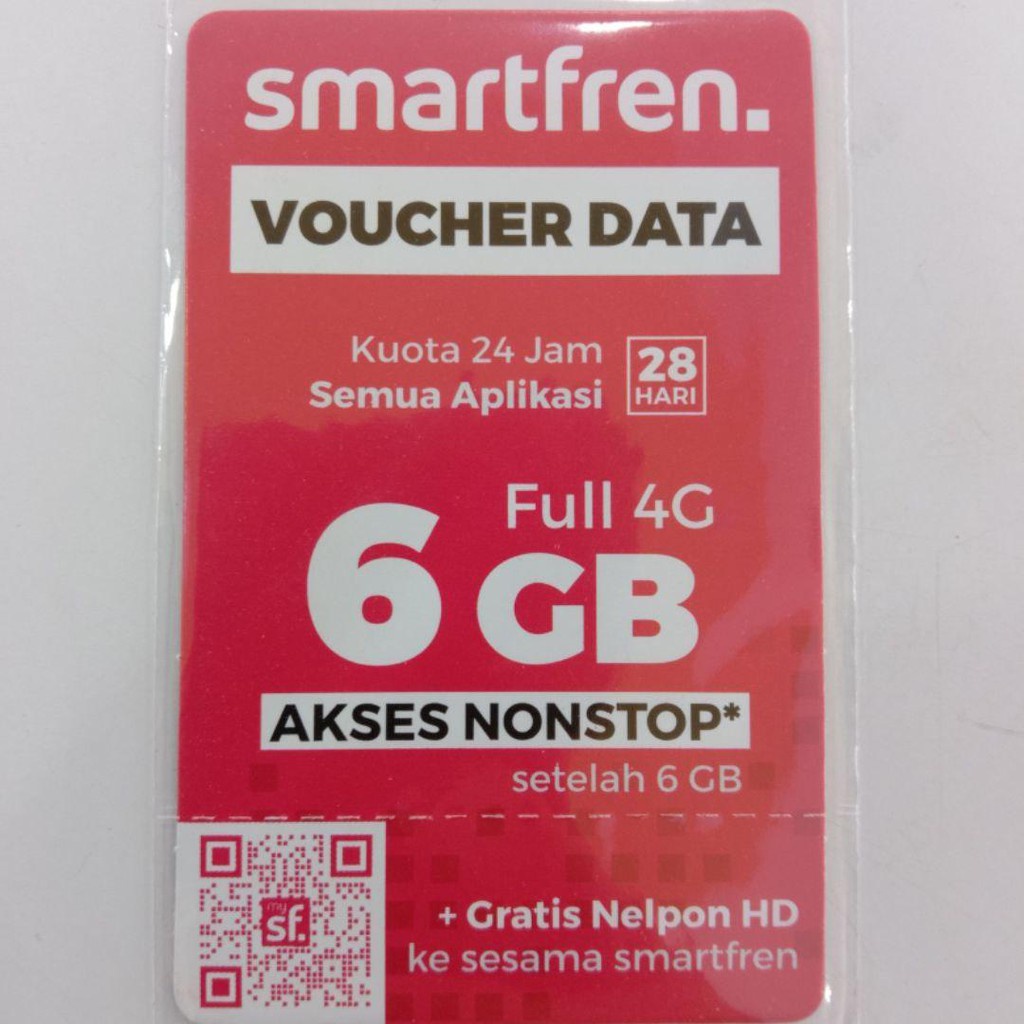 smartfren.
VOUCHER DATA
Kuota 24 Jam
Semua Aplikasi
28
HARI
Full 4G
6 GB
AKSES NONSTOP*
setelah 6 GB
my
sf.
+ Gratis Nelpon HD
ke sesama smartfren